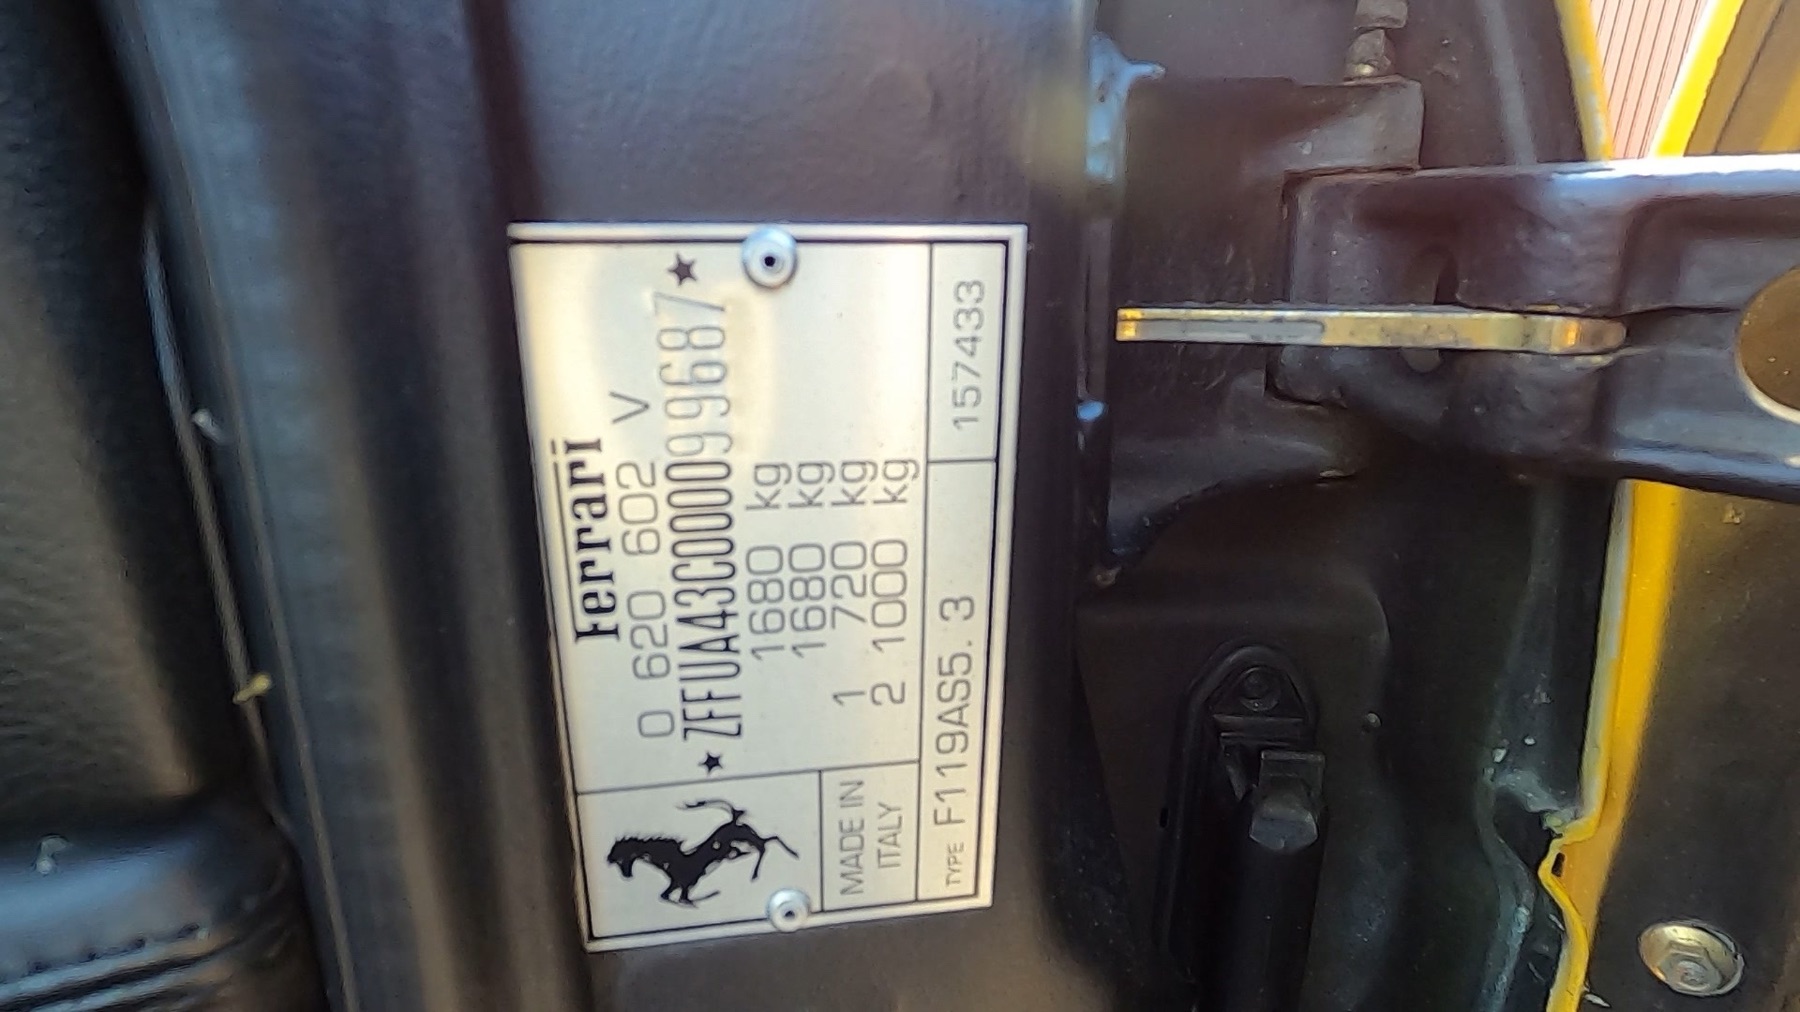 Ferrari
0 620 602 V
★ZFFUA43C000099687★
1680 kg
1680 kg
1 720 kg
2 1000 kg
MADE IN
ITALY
TYPE F119AS5.3
157433